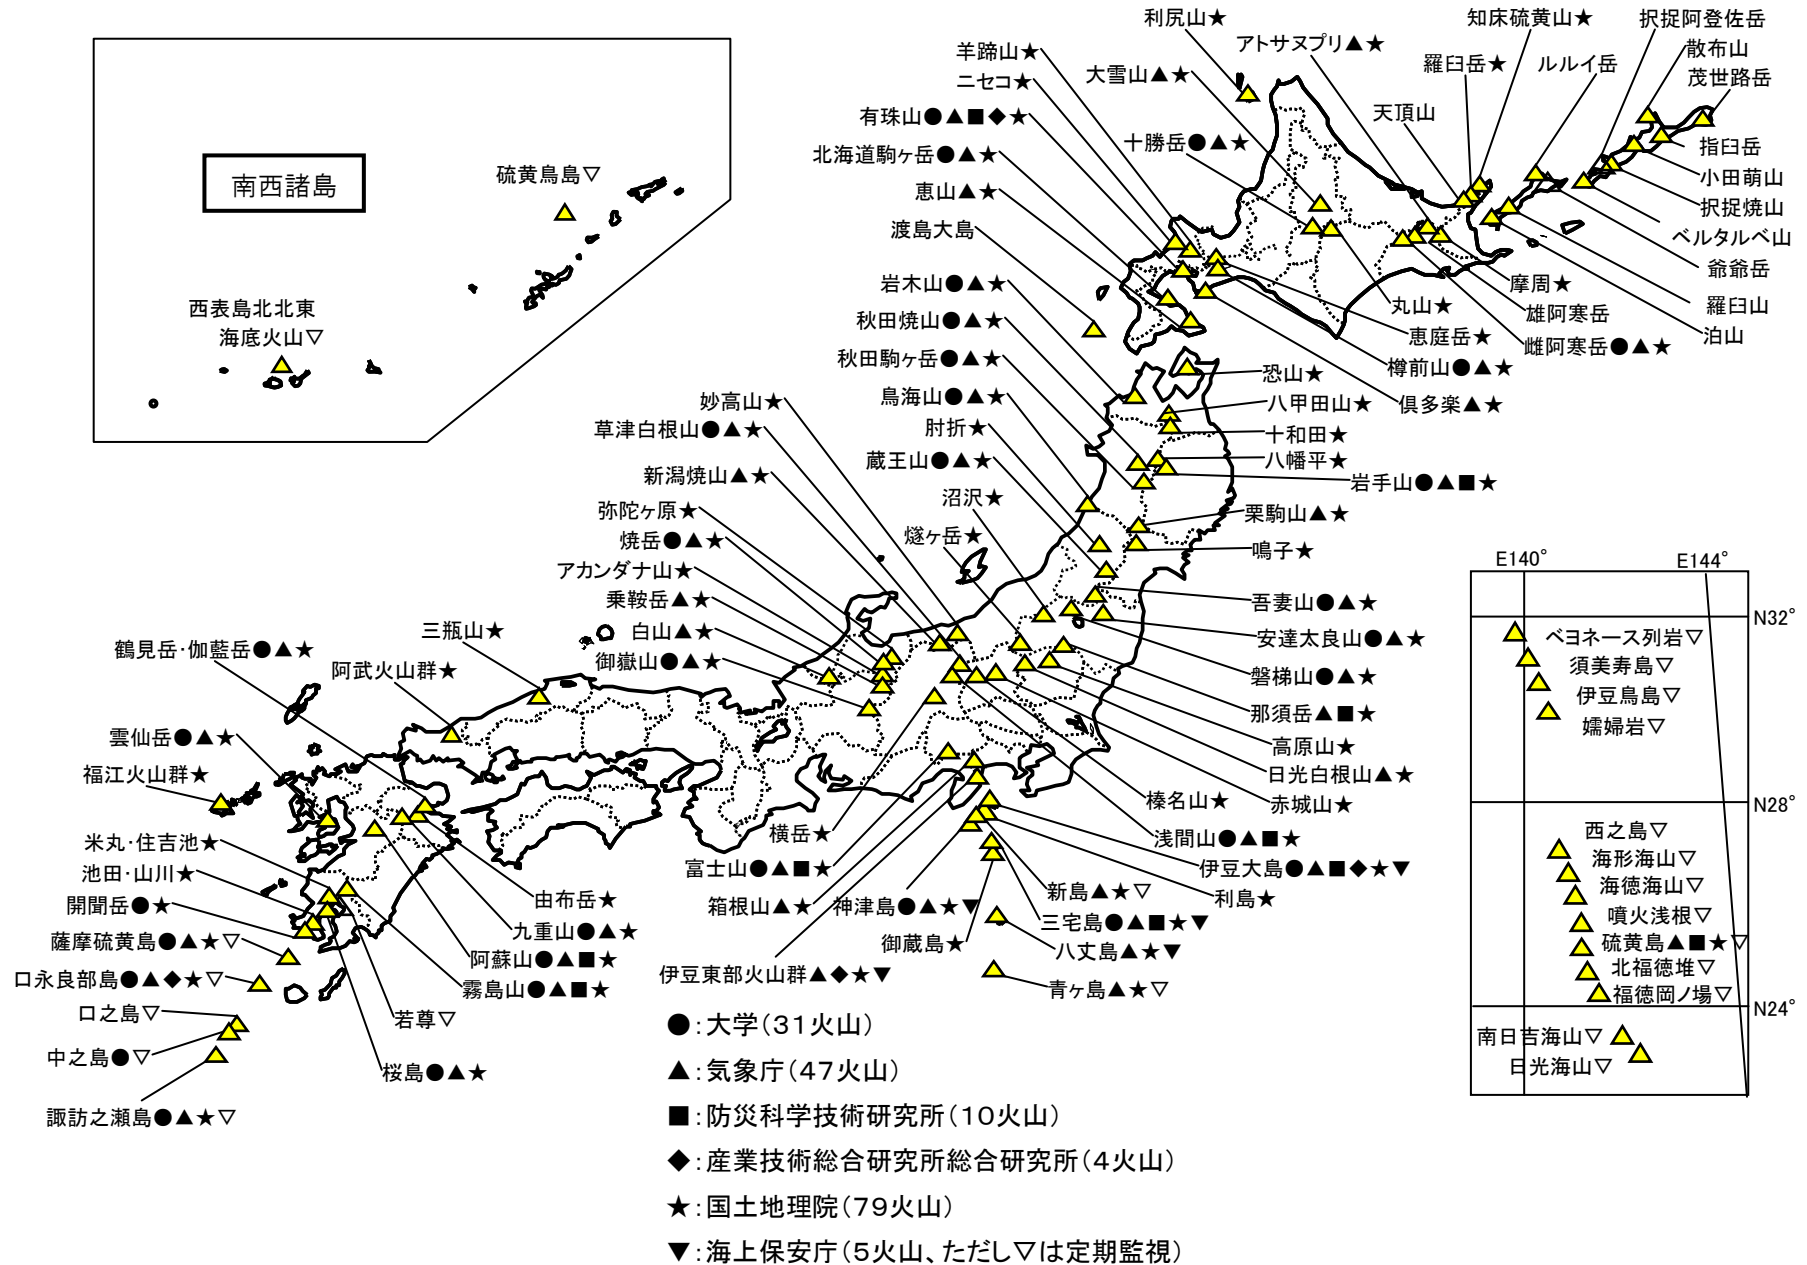 南西諸島
硫黄鳥島▽
西表島北北東
海底火山▽
利尻山★
知床硫黄山★
択捉阿登佐岳
羊蹄山★
アトサヌプリ▲★
散布山
ニセコ★
大雪山▲★
羅臼岳★
ルルイ岳
茂世路岳
有珠山●▲■◆★
天頂山
北海道駒ヶ岳●▲★
十勝岳●▲★
指臼岳
恵山▲★
小田萌山
渡島大島
択捉焼山
ベルタルベ山
岩木山●▲★
爺爺岳
摩周★
秋田焼山●▲★
丸山★
雄阿寒岳
羅臼山
秋田駒ヶ岳●▲★
恵庭岳★
雌阿寒岳●▲★
泊山
樽前山●▲★
恐山★
鳥海山●▲★
八甲田山★
倶多楽▲★
妙高山★
肘折★
十和田★
草津白根山●▲★
蔵王山●▲★
八幡平★
新潟焼山▲★
岩手山●▲■★
沼沢★
弥陀ヶ原★
栗駒山▲★
焼岳●▲★
燧ヶ岳★
鳴子★
アカンダナ山★
乗鞍岳▲★
吾妻山●▲★
白山▲★
三瓶山★
安達太良山●▲★
御嶽山●▲★
鶴見岳・伽藍岳●▲★
阿武火山群★
磐梯山●▲★
那須岳▲■★
雲仙岳●▲★
高原山★
福江火山群★
日光白根山▲★
榛名山★
赤城山★
横岳★
浅間山●▲■★
米丸・住吉池★
富士山●▲■★
伊豆大島●▲■◆★▼
池田・山川★
由布岳★
新島▲★▽
利島★
開聞岳●★
箱根山▲★
神津島●▲★▼
三宅島●▲■★▼
九重山●▲★
薩摩硫黄島●▲★▽
御蔵島★
八丈島▲★▼
阿蘇山●▲■★
口永良部島●▲◆★▽
伊豆東部火山群▲◆★▼
霧島山●▲■★
青ヶ島▲★▽
口之島▽
若尊▽
中之島●▽
桜島●▲★
諏訪之瀬島●▲★▽
E140°
E144°
N32°
ベヨネース列岩▽
須美寿島▽
伊豆鳥島▽
孀婦岩▽
N28°
西之島▽
海形海山▽
海徳海山▽
噴火浅根▽
硫黄島▲■★▽
北福徳堆▽
福徳岡ノ場▽
N24°
南日吉海山▽
日光海山▽
●：大学（３１火山）
▲：気象庁（４７火山）
■：防災科学技術研究所（１０火山）
◆：産業技術総合研究所総合研究所（４火山）
★：国土地理院（７９火山）
▼：海上保安庁（５火山、ただし▽は定期監視）